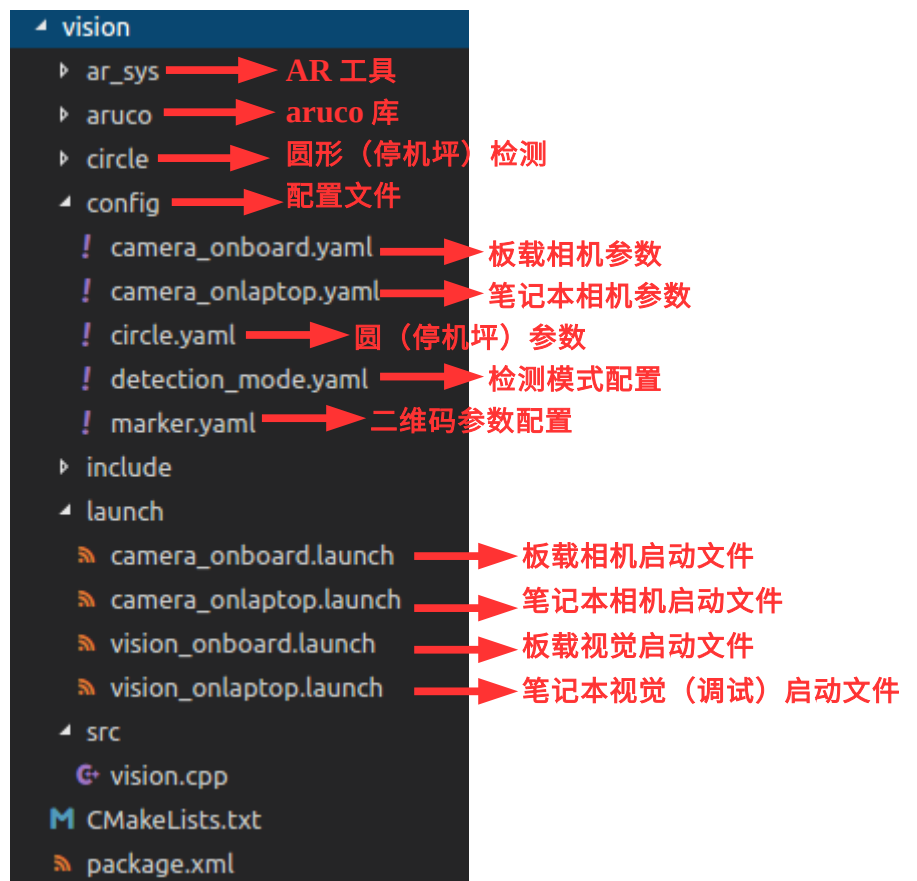 vision
ar_sys AR 工具
aruco aruco 库
circle 圆形（停机坪）检测
config 配置文件
! camera_onboard.yaml 板载相机参数
! camera_onlaptop.yaml 笔记本相机参数
! circle.yaml 圆（停机坪）参数
! detection_mode.yaml 检测模式配置
! marker.yaml 二维码参数配置
include
launch
camera_onboard.launch 板载相机启动文件
camera_onlaptop.launch 笔记本相机启动文件
vision_onboard.launch 板载视觉启动文件
vision_onlaptop.launch 笔记本视觉（调试）启动文件
src
C+ vision.cpp
M CMakeLists.txt
package.xml